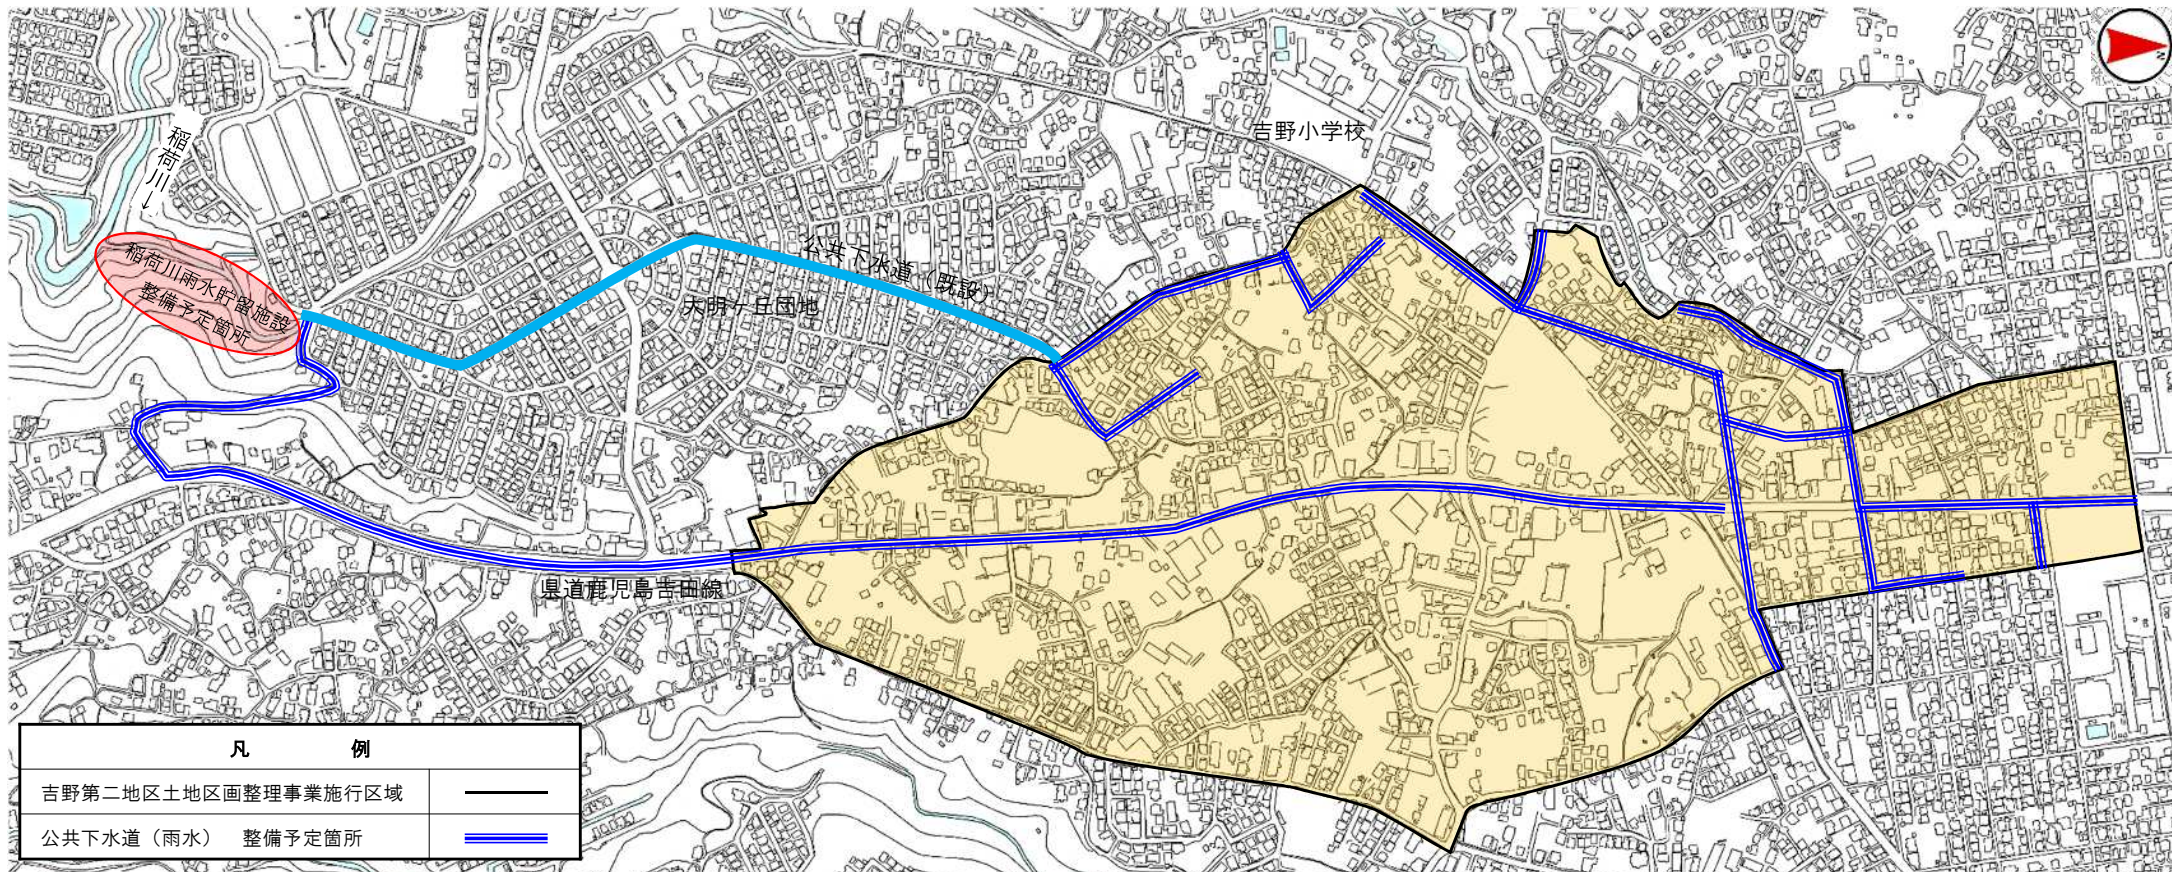 N
吉野小学校
稲荷川
↓
稲荷川雨水貯留施設
整備予定箇所
公共下水道（既設）
大明ヶ丘団地
県道鹿児島吉田線
凡　例
吉野第二地区土地区画整理事業施行区域
公共下水道（雨水）　整備予定箇所